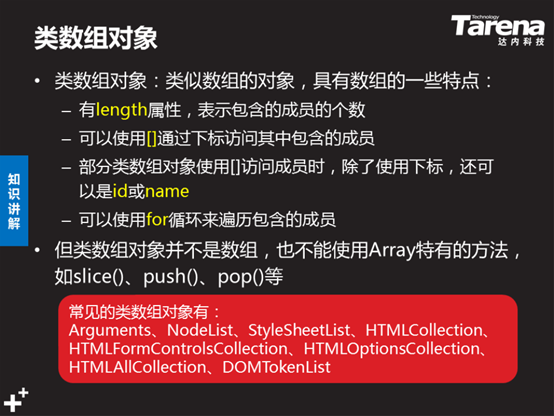 类数组对象
Technology
Tarena
达内科技
• 类数组对象：类似数组的对象，具有数组的一些特点：
– 有length属性，表示包含的成员的个数
– 可以使用[]通过下标访问其中包含的成员
– 部分类数组对象使用[]访问成员时，除了使用下标，还可
以是id或name
– 可以使用for循环来遍历包含的成员
知识讲解
• 但类数组对象并不是数组，也不能使用Array特有的方法，
如slice()、push()、pop()等
常见的类数组对象有：
Arguments、NodeList、StyleSheetList、HTMLCollection、
HTMLFormControlsCollection、HTMLOptionsCollection、
HTMLAllCollection、DOMTokenList